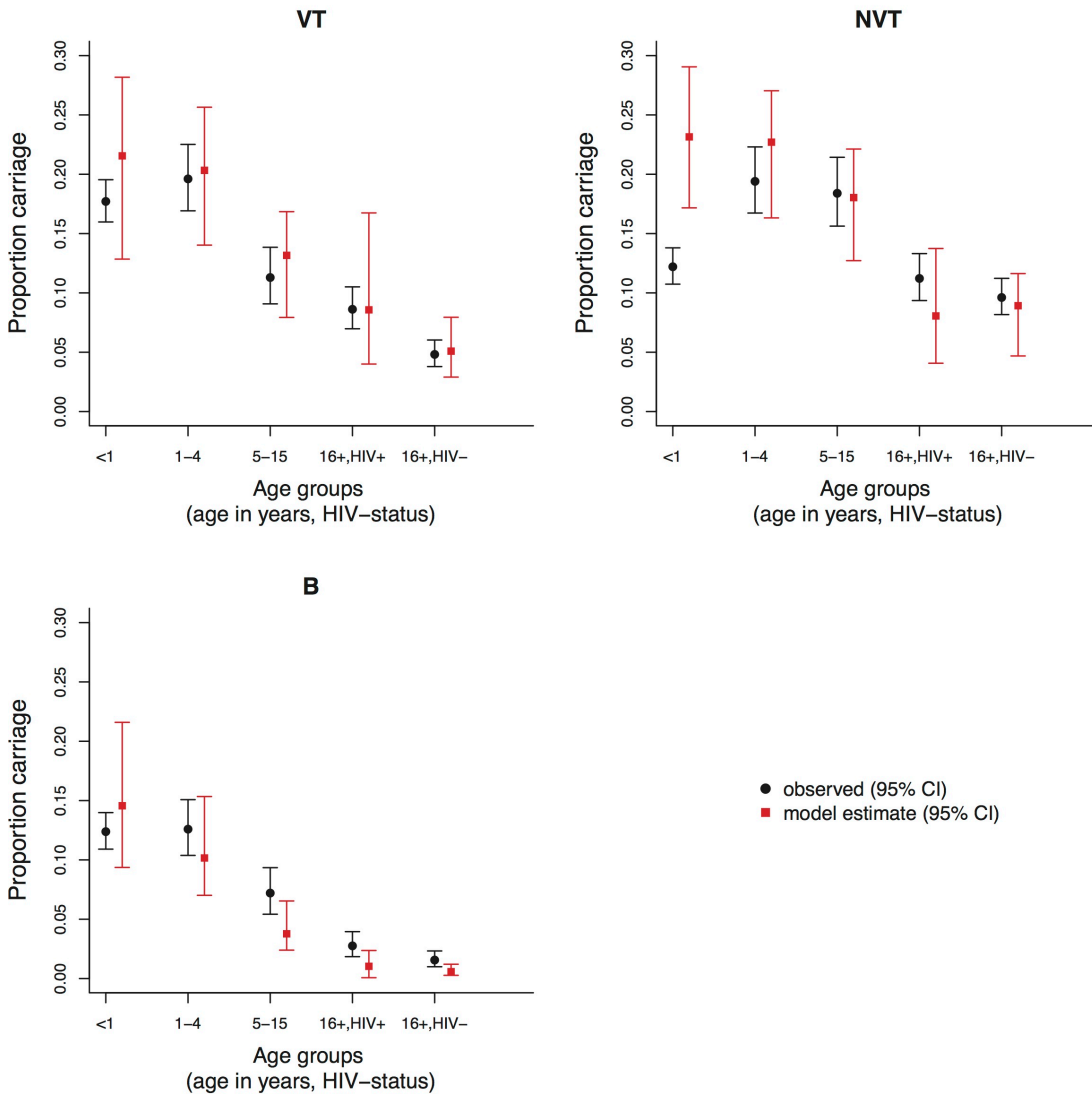 VT
Proportion carriage
0.30
0.25
0.20
0.15
0.10
0.05
0.00
<1
1−4
5−15
16+,HIV+
16+,HIV−
Age groups
(age in years, HIV−status)
NVT
Proportion carriage
0.30
0.25
0.20
0.15
0.10
0.05
0.00
<1
1−4
5−15
16+,HIV+
16+,HIV−
Age groups
(age in years, HIV−status)
B
Proportion carriage
0.30
0.25
0.20
0.15
0.10
0.05
0.00
<1
1−4
5−15
16+,HIV+
16+,HIV−
Age groups
(age in years, HIV−status)
observed (95% CI)
model estimate (95% CI)